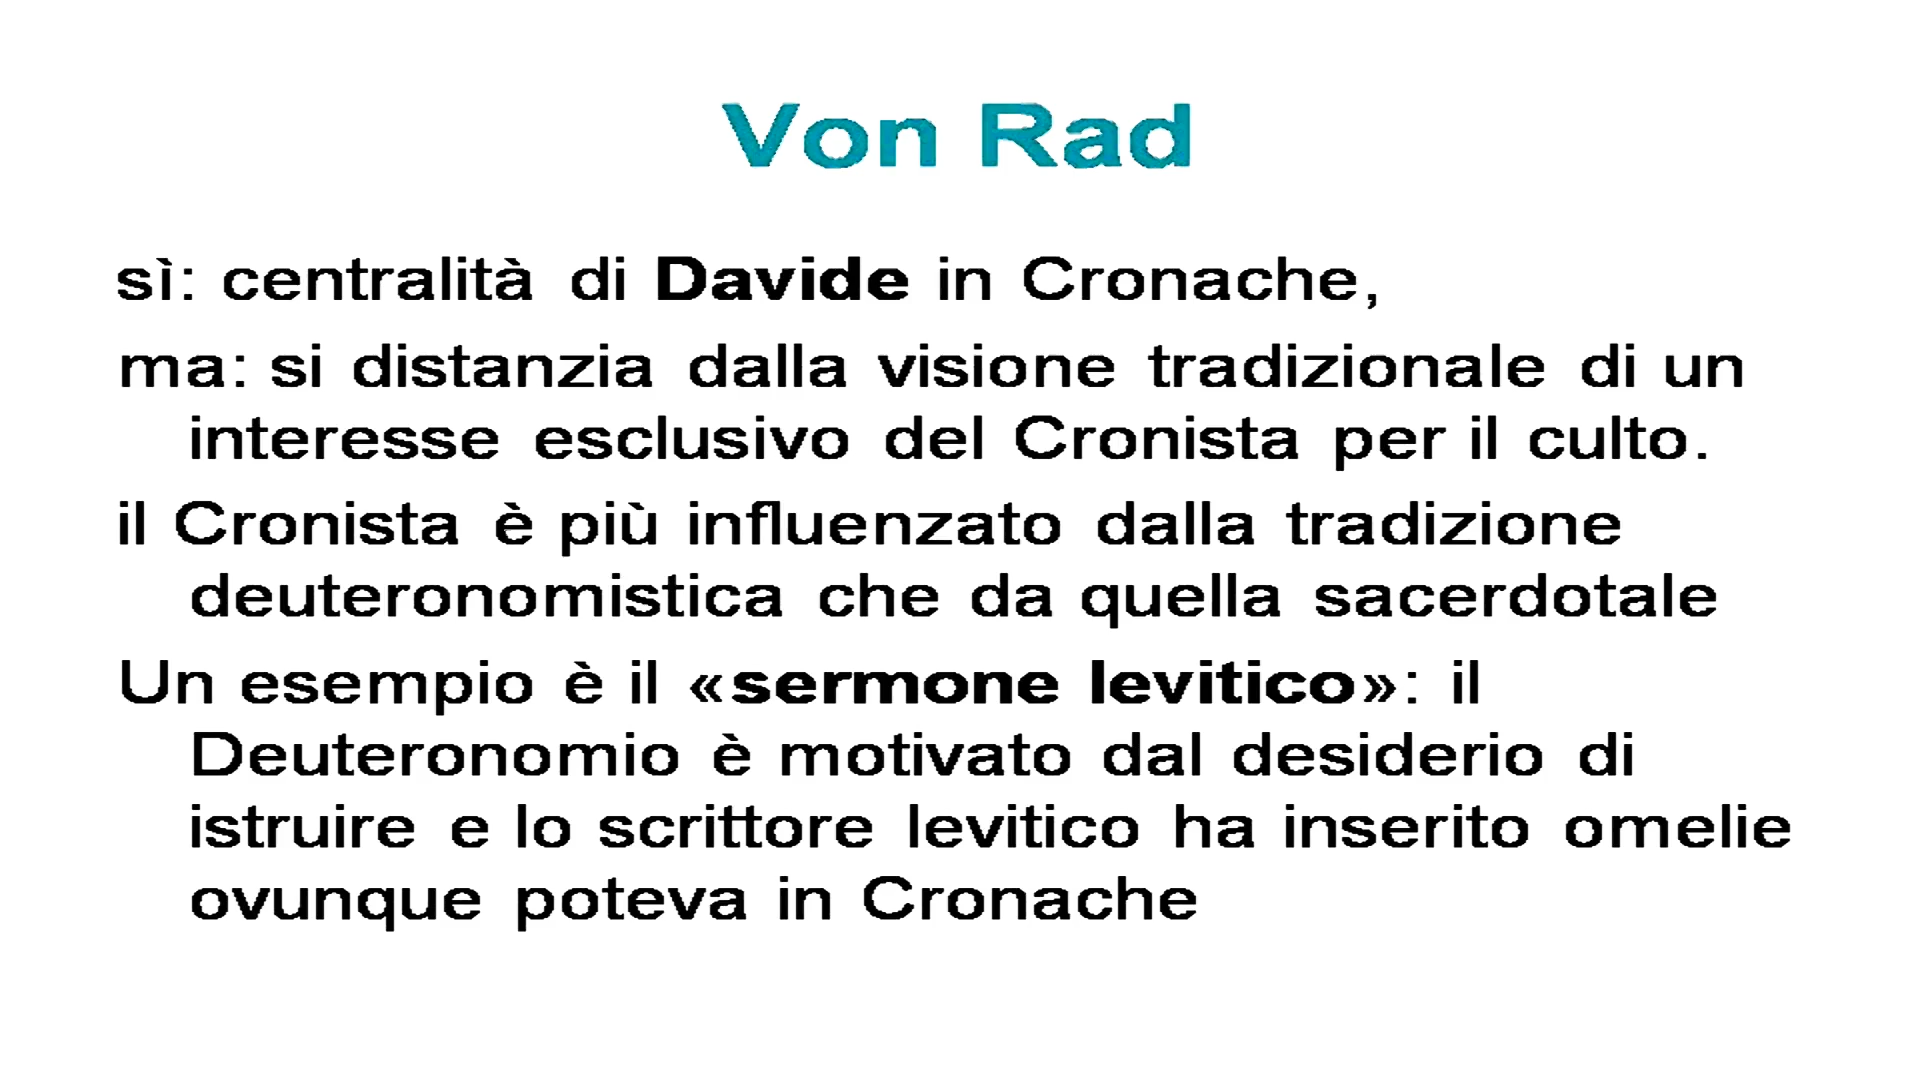 Von Rad
sì: centralità di Davide in Cronache,
ma: si distanzia dalla visione tradizionale di un
interesse esclusivo del Cronista per il culto.
il Cronista è più influenzato dalla tradizione
deuteronomistica che da quella sacerdotale
Un esempio è il «sermone levitico»: il
Deuteronomio è motivato dal desiderio di
istruire e lo scrittore levitico ha inserito omelie
ovunque poteva in Cronache